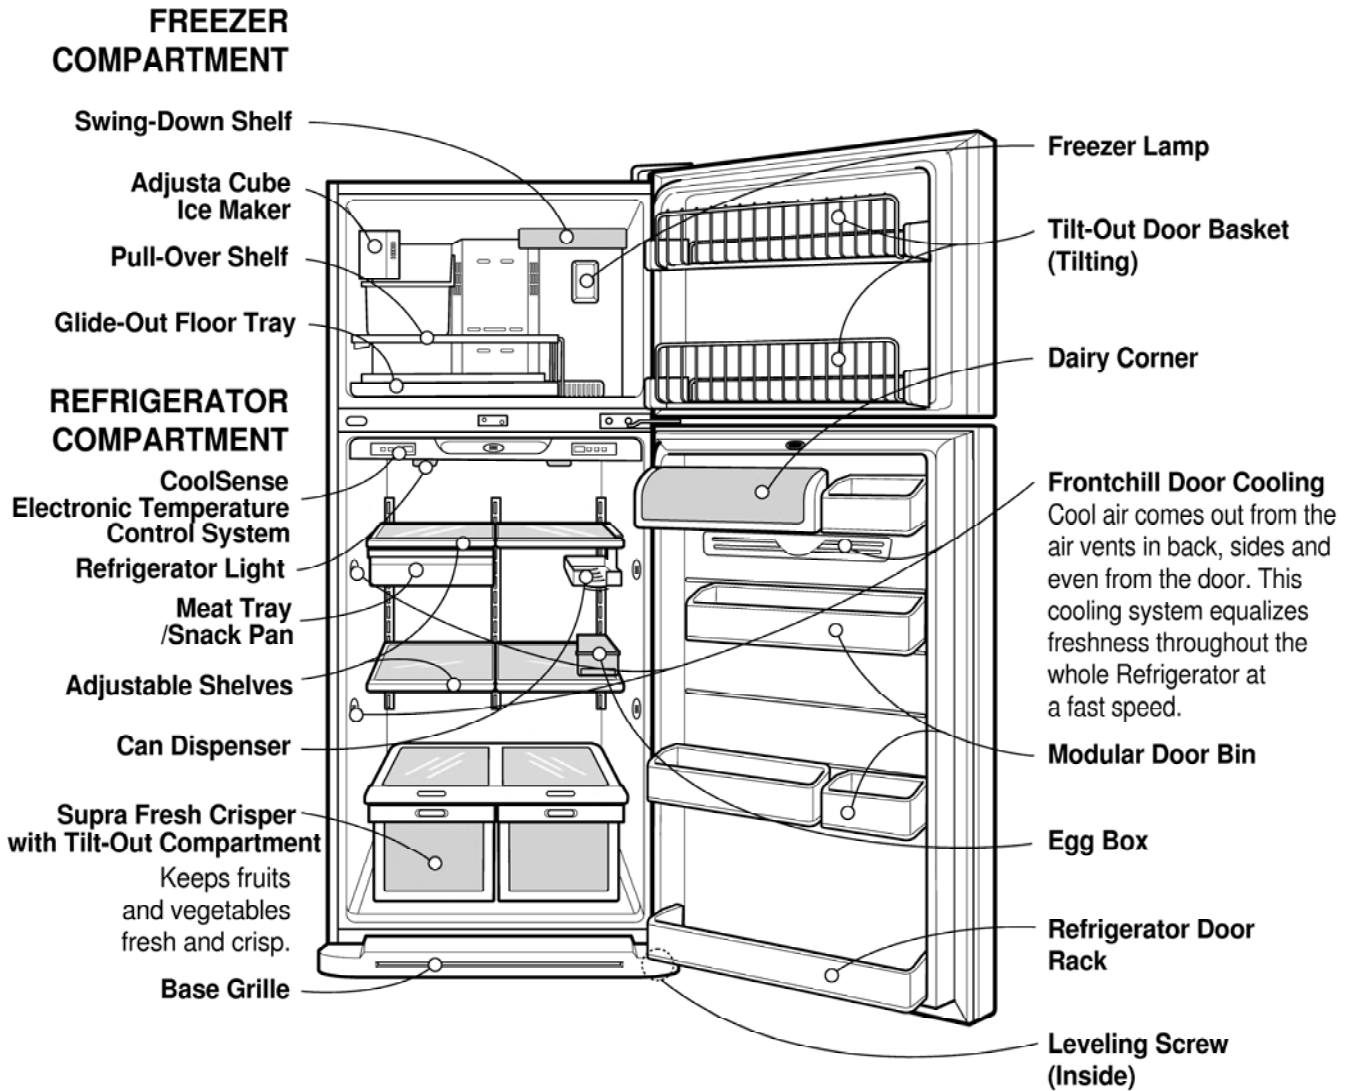 FREEZER
COMPARTMENT
Swing-Down Shelf
Adjusta Cube
Ice Maker
Pull-Over Shelf
Glide-Out Floor Tray
REFRIGERATOR
COMPARTMENT
CoolSense
Electronic Temperature
Control System
Refrigerator Light
Meat Tray
/Snack Pan
Adjustable Shelves
Can Dispenser
Supra Fresh Crisper
with Tilt-Out Compartment
Keeps fruits
and vegetables
fresh and crisp.
Base Grille
Freezer Lamp
Tilt-Out Door Basket
(Tilting)
Dairy Corner
Frontchill Door Cooling
Cool air comes out from the
air vents in back, sides and
even from the door. This
cooling system equalizes
freshness throughout the
whole Refrigerator at
a fast speed.
Modular Door Bin
Egg Box
Refrigerator Door
Rack
Leveling Screw
(Inside)